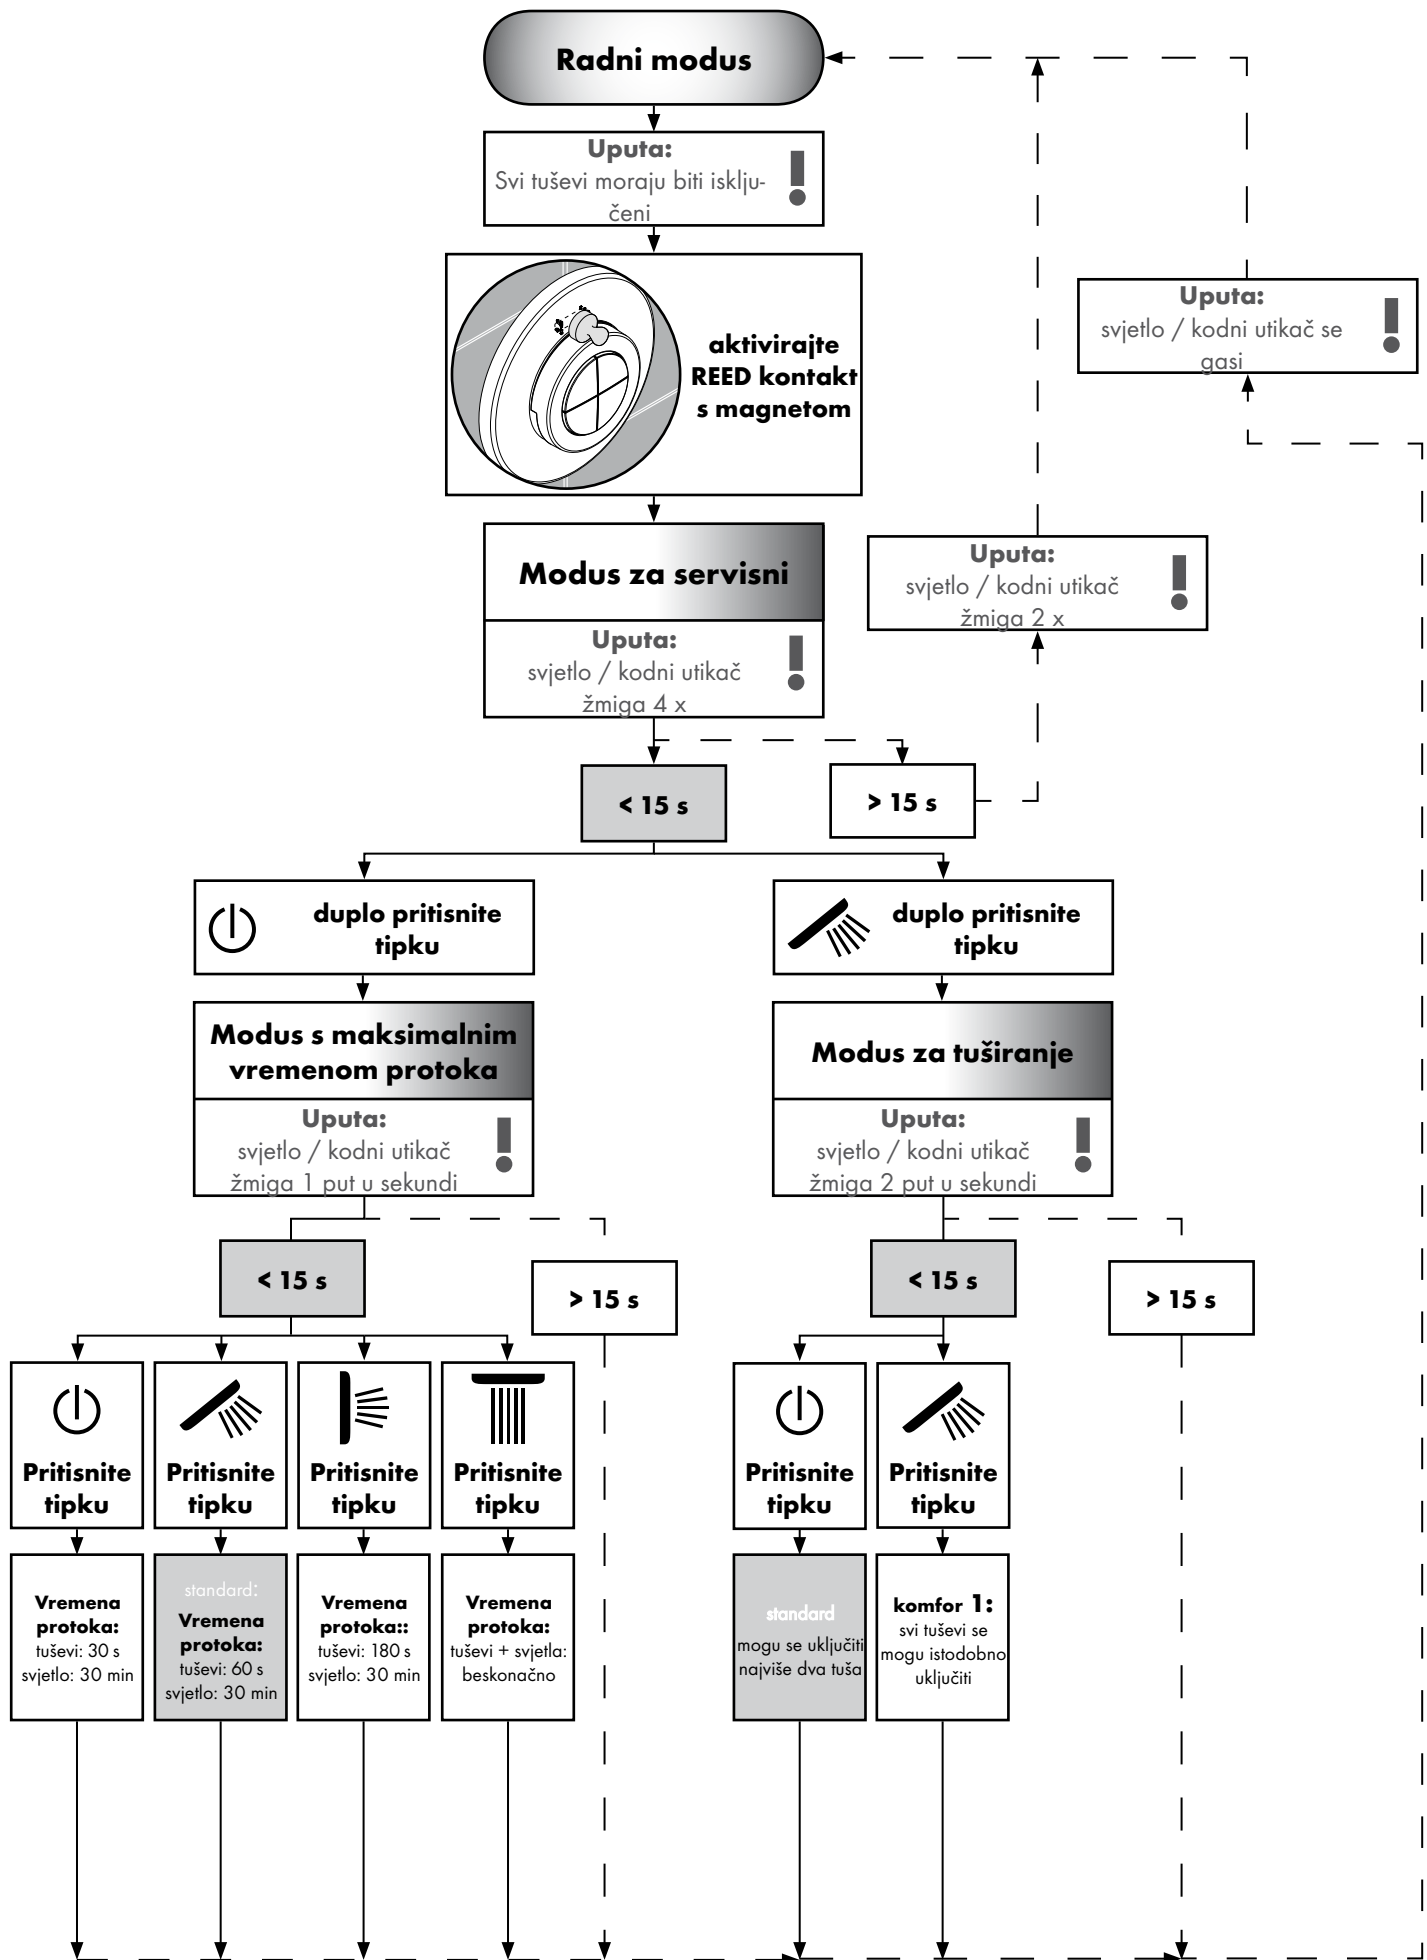 Radni modus
Uputa:
Svi tuševi moraju biti isklju-
čeni
aktivirajte
REED kontakt
s magnetom
Uputa:
svjetlo / kodni utikač se
gasi
Modus za servisni
Uputa:
svjetlo / kodni utikač
žmiga 4 x
Uputa:
svjetlo / kodni utikač
žmiga 2 x
< 15 s
> 15 s
duplo pritisnite
tipku
duplo pritisnite
tipku
Modus s maksimalnim
vremenom protoka
Uputa:
svjetlo / kodni utikač
žmiga 1 put u sekundi
Modus za tuširanje
Uputa:
svjetlo / kodni utikač
žmiga 2 put u sekundi
< 15 s
> 15 s
< 15 s
> 15 s
Pritisnite
tipku
Pritisnite
tipku
Pritisnite
tipku
Pritisnite
tipku
Pritisnite
tipku
Pritisnite
tipku
Vremena
protoka:
tuševi: 30 s
svjetlo: 30 min
standard:
Vremena
protoka:
tuševi: 60 s
svjetlo: 30 min
Vremena
protoka::
tuševi: 180 s
svjetlo: 30 min
Vremena
protoka:
tuševi + svjetla:
beskonačno
standard
mogu se uključiti
najviše dva tuša
komfor 1:
svi tuševi se
mogu istodobno
uključiti